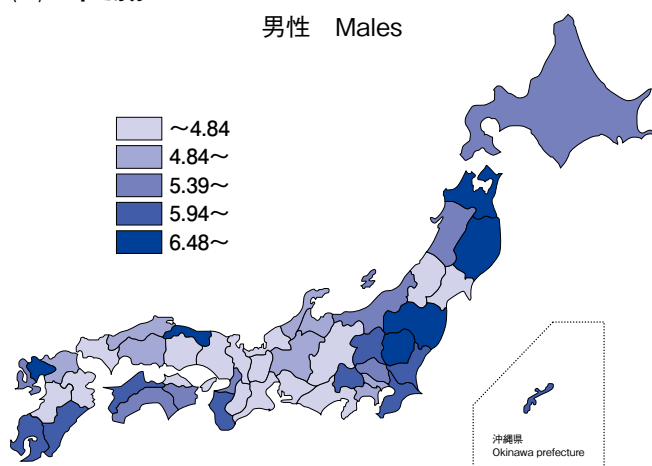 男性　Males
～4.84
4.84～
5.39～
5.94～
6.48～
沖縄県
Okinawa prefecture